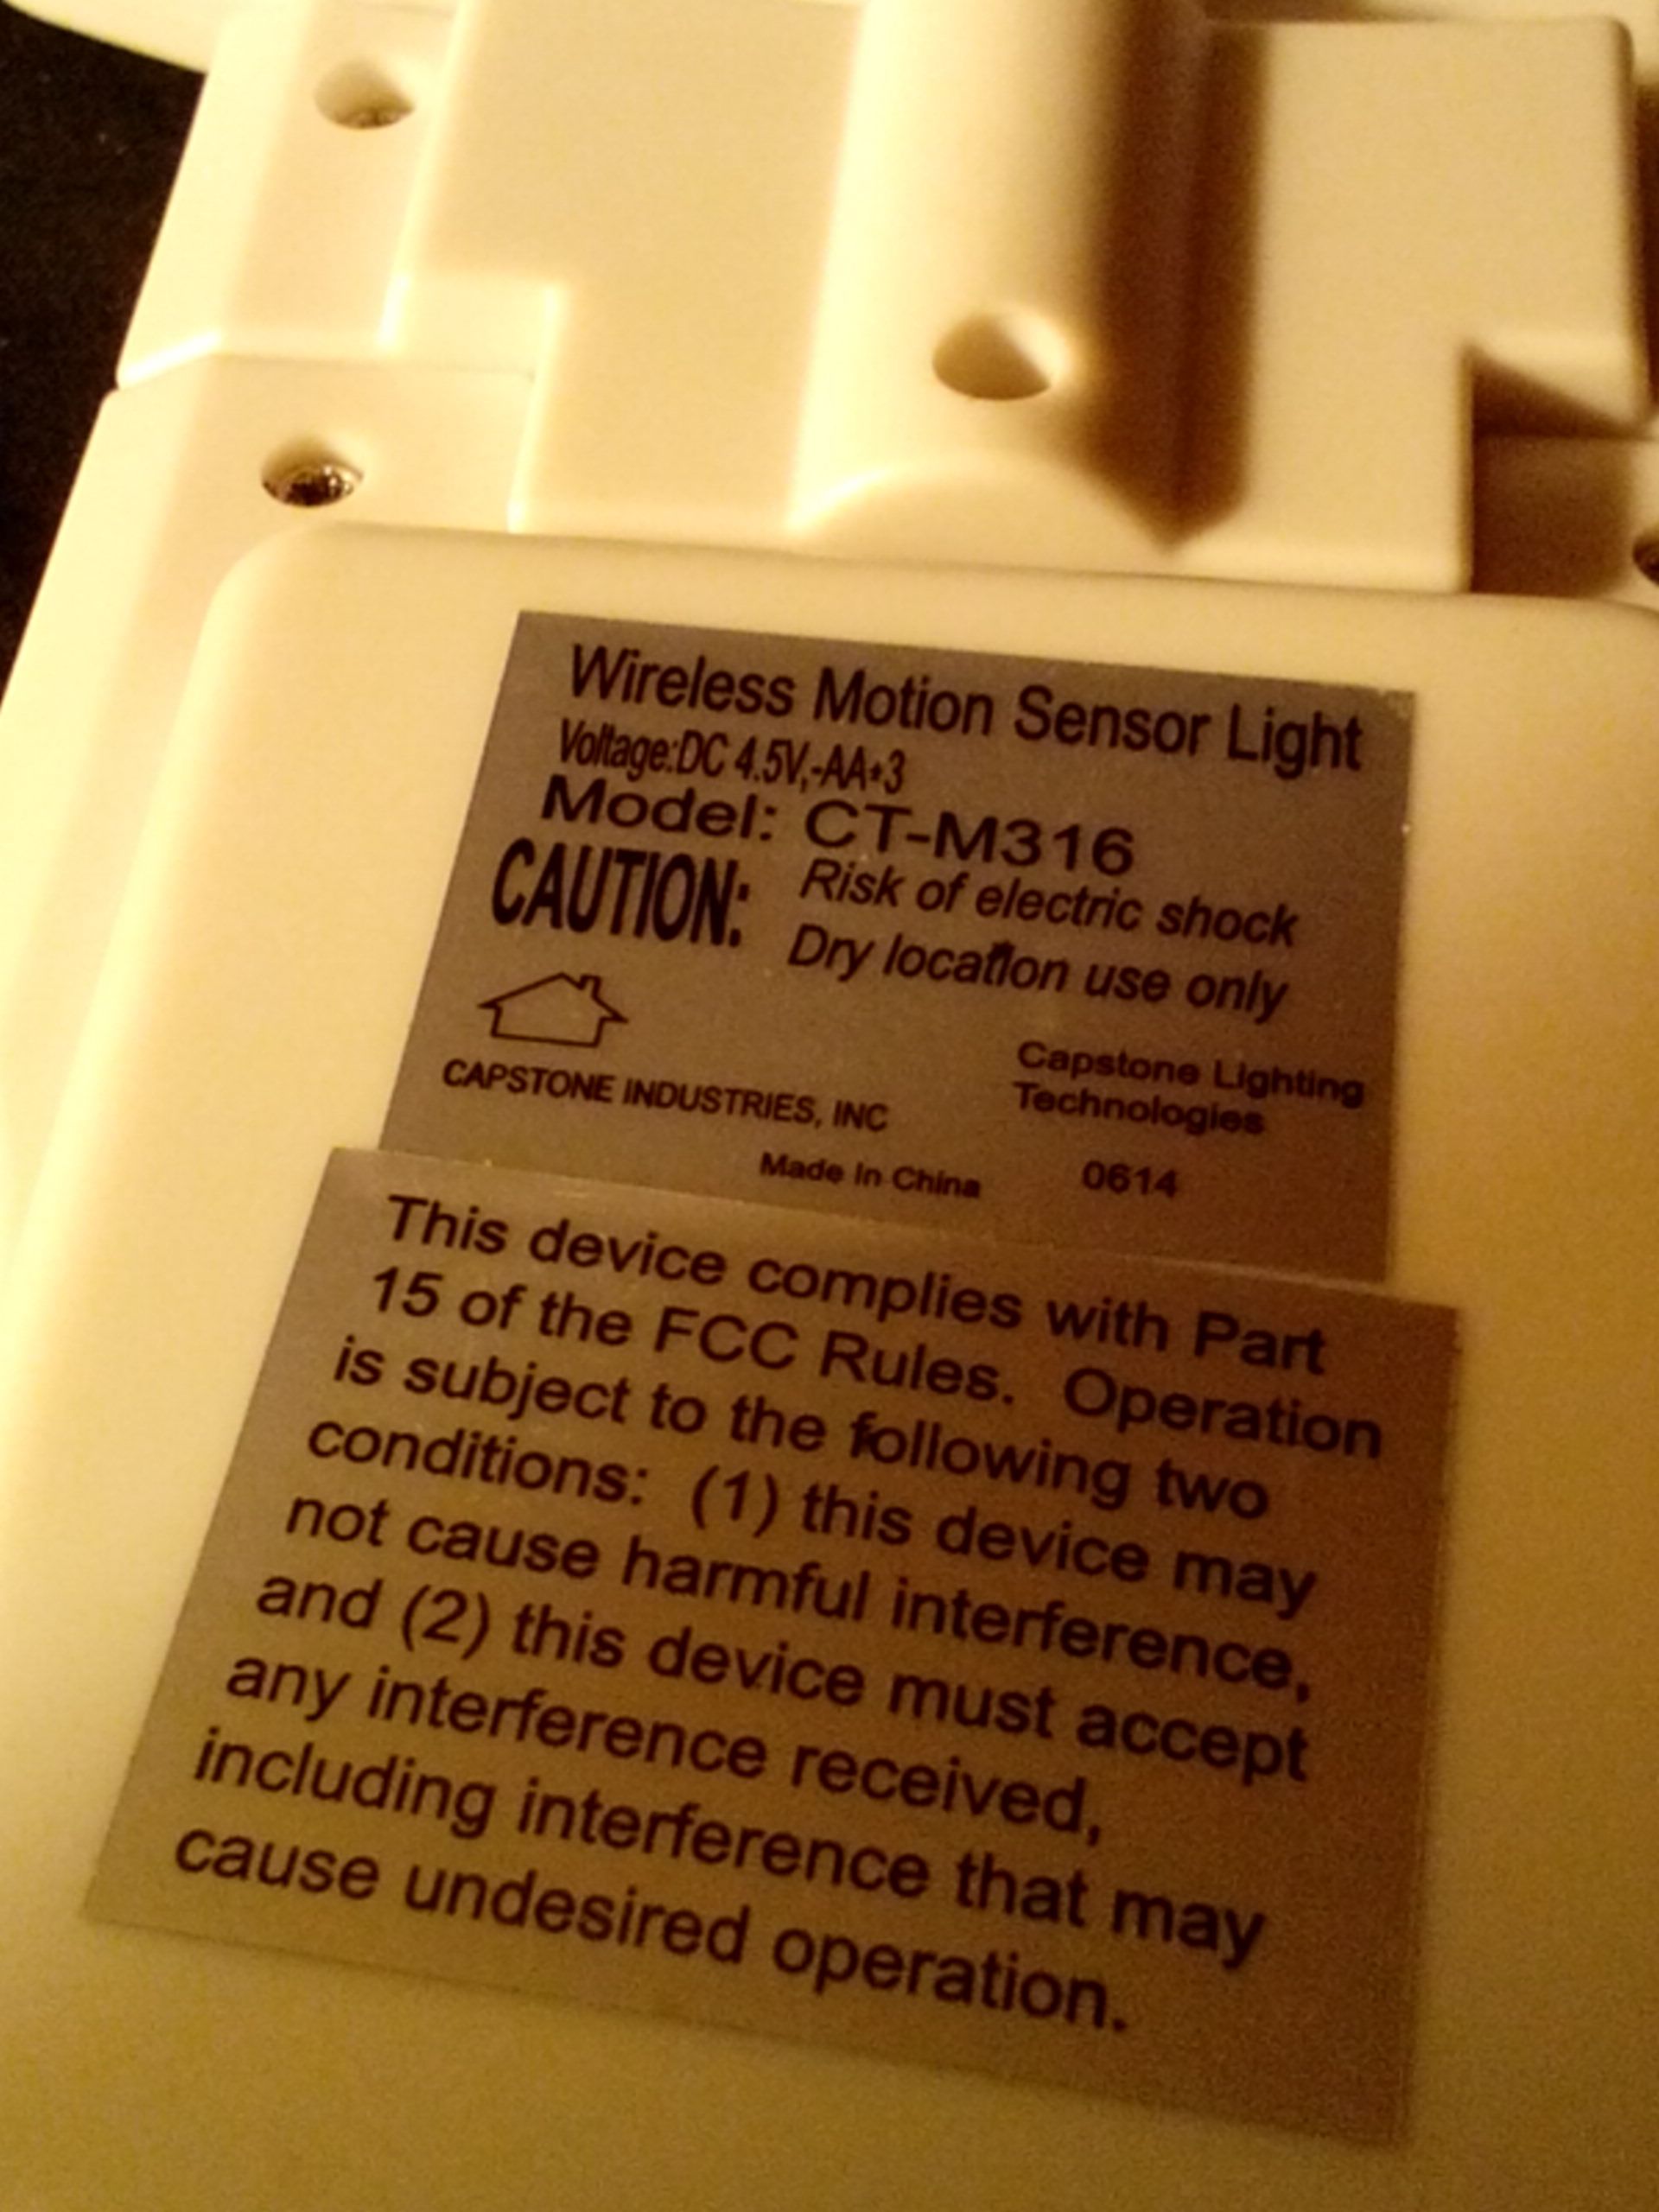 Wireless Motion Sensor Light
Voltage:DC 4.5V,-AA*3
Model: CT-M316
CAUTION: Risk of electric shock
Dry location use only
CAPSTONE INDUSTRIES, INC
Capstone Lighting
Technologies
Made In China 0614
This device complies with Part
15 of the FCC Rules. Operation
is subject to the following two
conditions: (1) this device may
not cause harmful interference,
and (2) this device must accept
any interference received,
including interference that may
cause undesired operation.